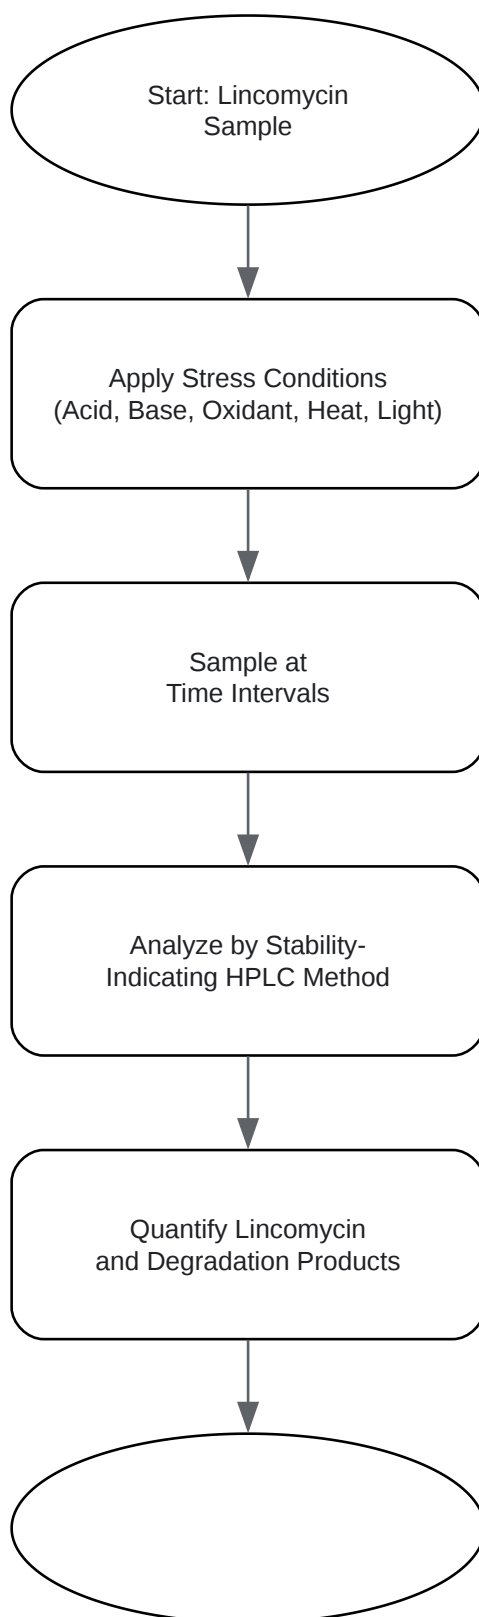 Start: Lincomycin
Sample
Apply Stress Conditions
(Acid, Base, Oxidant, Heat, Light)
Sample at
Time Intervals
Analyze by Stability-
Indicating HPLC Method
Quantify Lincomycin
and Degradation Products